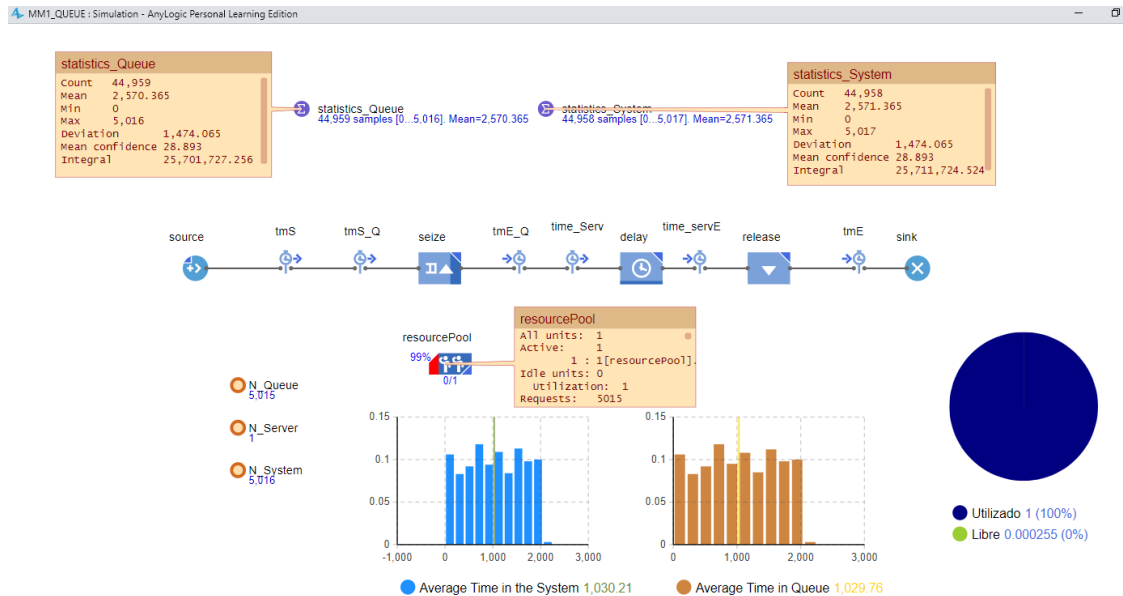 MM1_QUEUE : Simulation - AnyLogic Personal Learning Edition
statistics_Queue
Count 44,959
Mean 2,570.365
Min 0
Max 5,016
Deviation 1,474.065
Mean confidence 28.893
Integral 25,701,727.256
statistics_Queue
44,959 samples [0...5,016]. Mean=2,570.365
statistics_System
44,958 samples [0...5,017]. Mean=2,571.365
statistics_System
Count 44,958
Mean 2,571.365
Min 0
Max 5,017
Deviation 1,474.065
Mean confidence 28.893
Integral 25,711,724.524
source
tmS
tmS_Q
seize
tmE_Q
time_Serv
delay
time_servE
release
tmE
sink
resourcePool
99%
0/1
resourcePool
All units: 1
Active: 1
1 : 1[resourcePool].
Idle units: 0
Utilization: 1
Requests: 5015
N_Queue
5,015
N_Server
1
N_System
5,016
0.15
0.1
0.05
0
-1,000 0 1,000 2,000 3,000
Average Time in the System 1,030.21
0.15
0.1
0.05
0
0 1,000 2,000 3,000
Average Time in Queue 1,029.76
Utilizado 1 (100%)
Libre 0.000255 (0%)